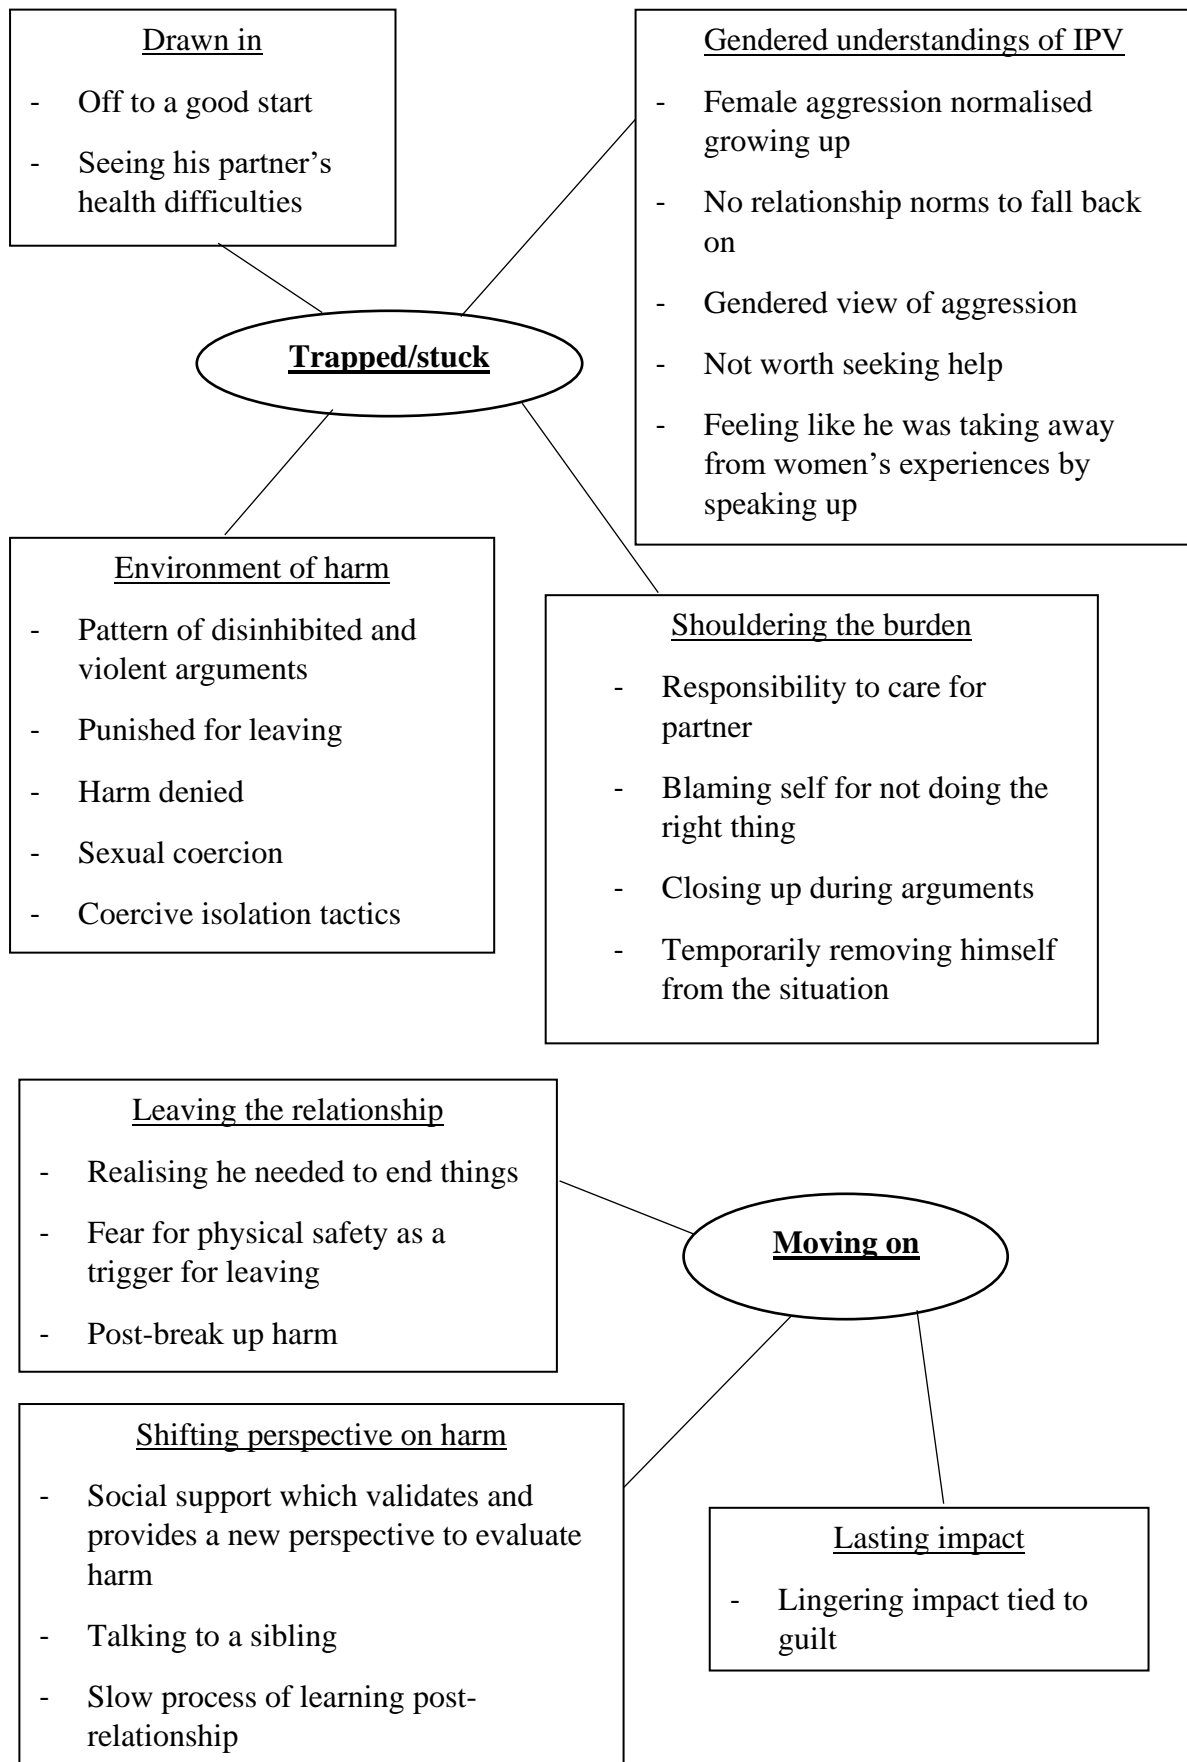 Drawn in
- Off to a good start
- Seeing his partner’s
health difficulties
Gendered understandings of IPV
- Female aggression normalised
growing up
- No relationship norms to fall back
on
- Gendered view of aggression
- Not worth seeking help
- Feeling like he was taking away
from women’s experiences by
speaking up
Trapped/stuck
Environment of harm
- Pattern of disinhibited and
violent arguments
- Punished for leaving
- Harm denied
- Sexual coercion
- Coercive isolation tactics
Shouldering the burden
- Responsibility to care for
partner
- Blaming self for not doing the
right thing
- Closing up during arguments
- Temporarily removing himself
from the situation
Leaving the relationship
- Realising he needed to end things
- Fear for physical safety as a
trigger for leaving
- Post-break up harm
Moving on
Shifting perspective on harm
- Social support which validates and
provides a new perspective to evaluate
harm
- Talking to a sibling
- Slow process of learning post-
relationship
Lasting impact
- Lingering impact tied to
guilt